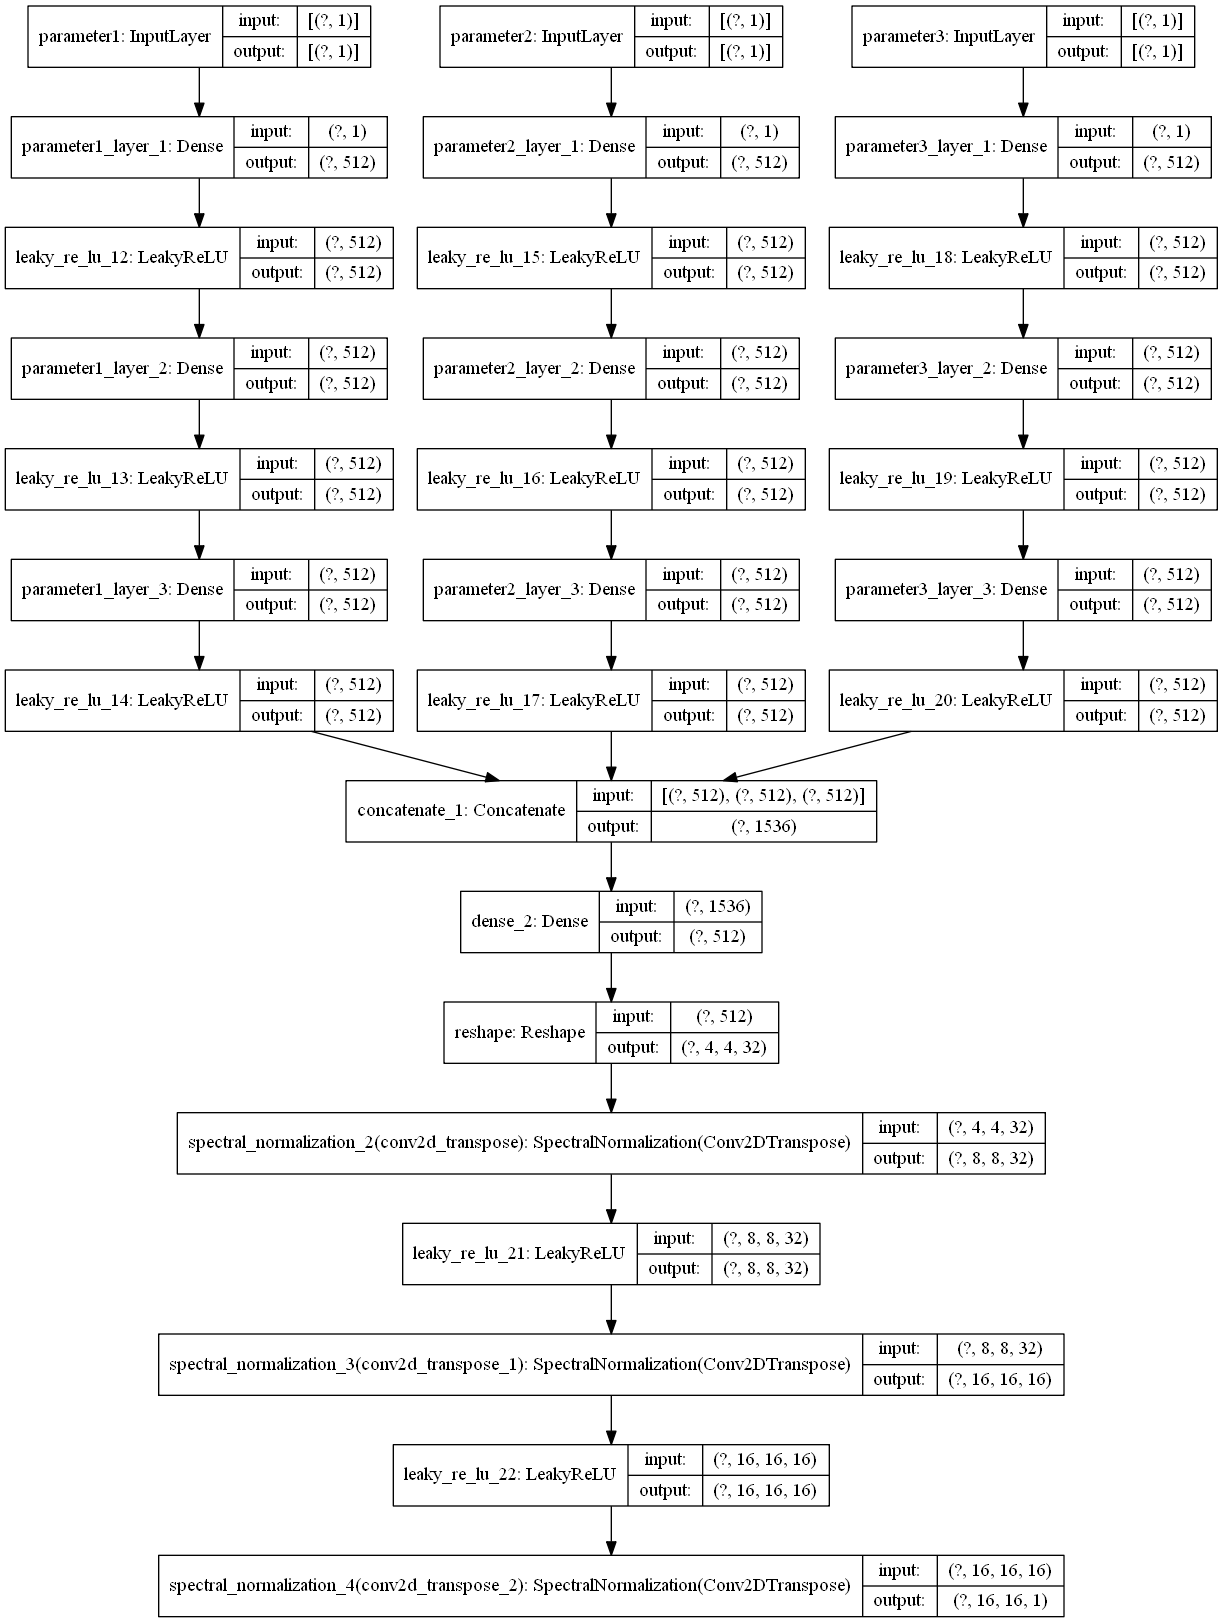 parameter1: InputLayer input: [(?, 1)] output: [(?, 1)]
parameter2: InputLayer input: [(?, 1)] output: [(?, 1)]
parameter3: InputLayer input: [(?, 1)] output: [(?, 1)]
parameter1_layer_1: Dense input: (?, 1) output: (?, 512)
parameter2_layer_1: Dense input: (?, 1) output: (?, 512)
parameter3_layer_1: Dense input: (?, 1) output: (?, 512)
leaky_re_lu_12: LeakyReLU input: (?, 512) output: (?, 512)
leaky_re_lu_15: LeakyReLU input: (?, 512) output: (?, 512)
leaky_re_lu_18: LeakyReLU input: (?, 512) output: (?, 512)
parameter1_layer_2: Dense input: (?, 512) output: (?, 512)
parameter2_layer_2: Dense input: (?, 512) output: (?, 512)
parameter3_layer_2: Dense input: (?, 512) output: (?, 512)
leaky_re_lu_13: LeakyReLU input: (?, 512) output: (?, 512)
leaky_re_lu_16: LeakyReLU input: (?, 512) output: (?, 512)
leaky_re_lu_19: LeakyReLU input: (?, 512) output: (?, 512)
parameter1_layer_3: Dense input: (?, 512) output: (?, 512)
parameter2_layer_3: Dense input: (?, 512) output: (?, 512)
parameter3_layer_3: Dense input: (?, 512) output: (?, 512)
leaky_re_lu_14: LeakyReLU input: (?, 512) output: (?, 512)
leaky_re_lu_17: LeakyReLU input: (?, 512) output: (?, 512)
leaky_re_lu_20: LeakyReLU input: (?, 512) output: (?, 512)
concatenate_1: Concatenate input: [(?, 512), (?, 512), (?, 512)] output: (?, 1536)
dense_2: Dense input: (?, 1536) output: (?, 512)
reshape: Reshape input: (?, 512) output: (?, 4, 4, 32)
spectral_normalization_2(conv2d_transpose): SpectralNormalization(Conv2DTranspose) input: (?, 4, 4, 32) output: (?, 8, 8, 32)
leaky_re_lu_21: LeakyReLU input: (?, 8, 8, 32) output: (?, 8, 8, 32)
spectral_normalization_3(conv2d_transpose_1): SpectralNormalization(Conv2DTranspose) input: (?, 8, 8, 32) output: (?, 16, 16, 16)
leaky_re_lu_22: LeakyReLU input: (?, 16, 16, 16) output: (?, 16, 16, 16)
spectral_normalization_4(conv2d_transpose_2): SpectralNormalization(Conv2DTranspose) input: (?, 16, 16, 16) output: (?, 16, 16, 1)